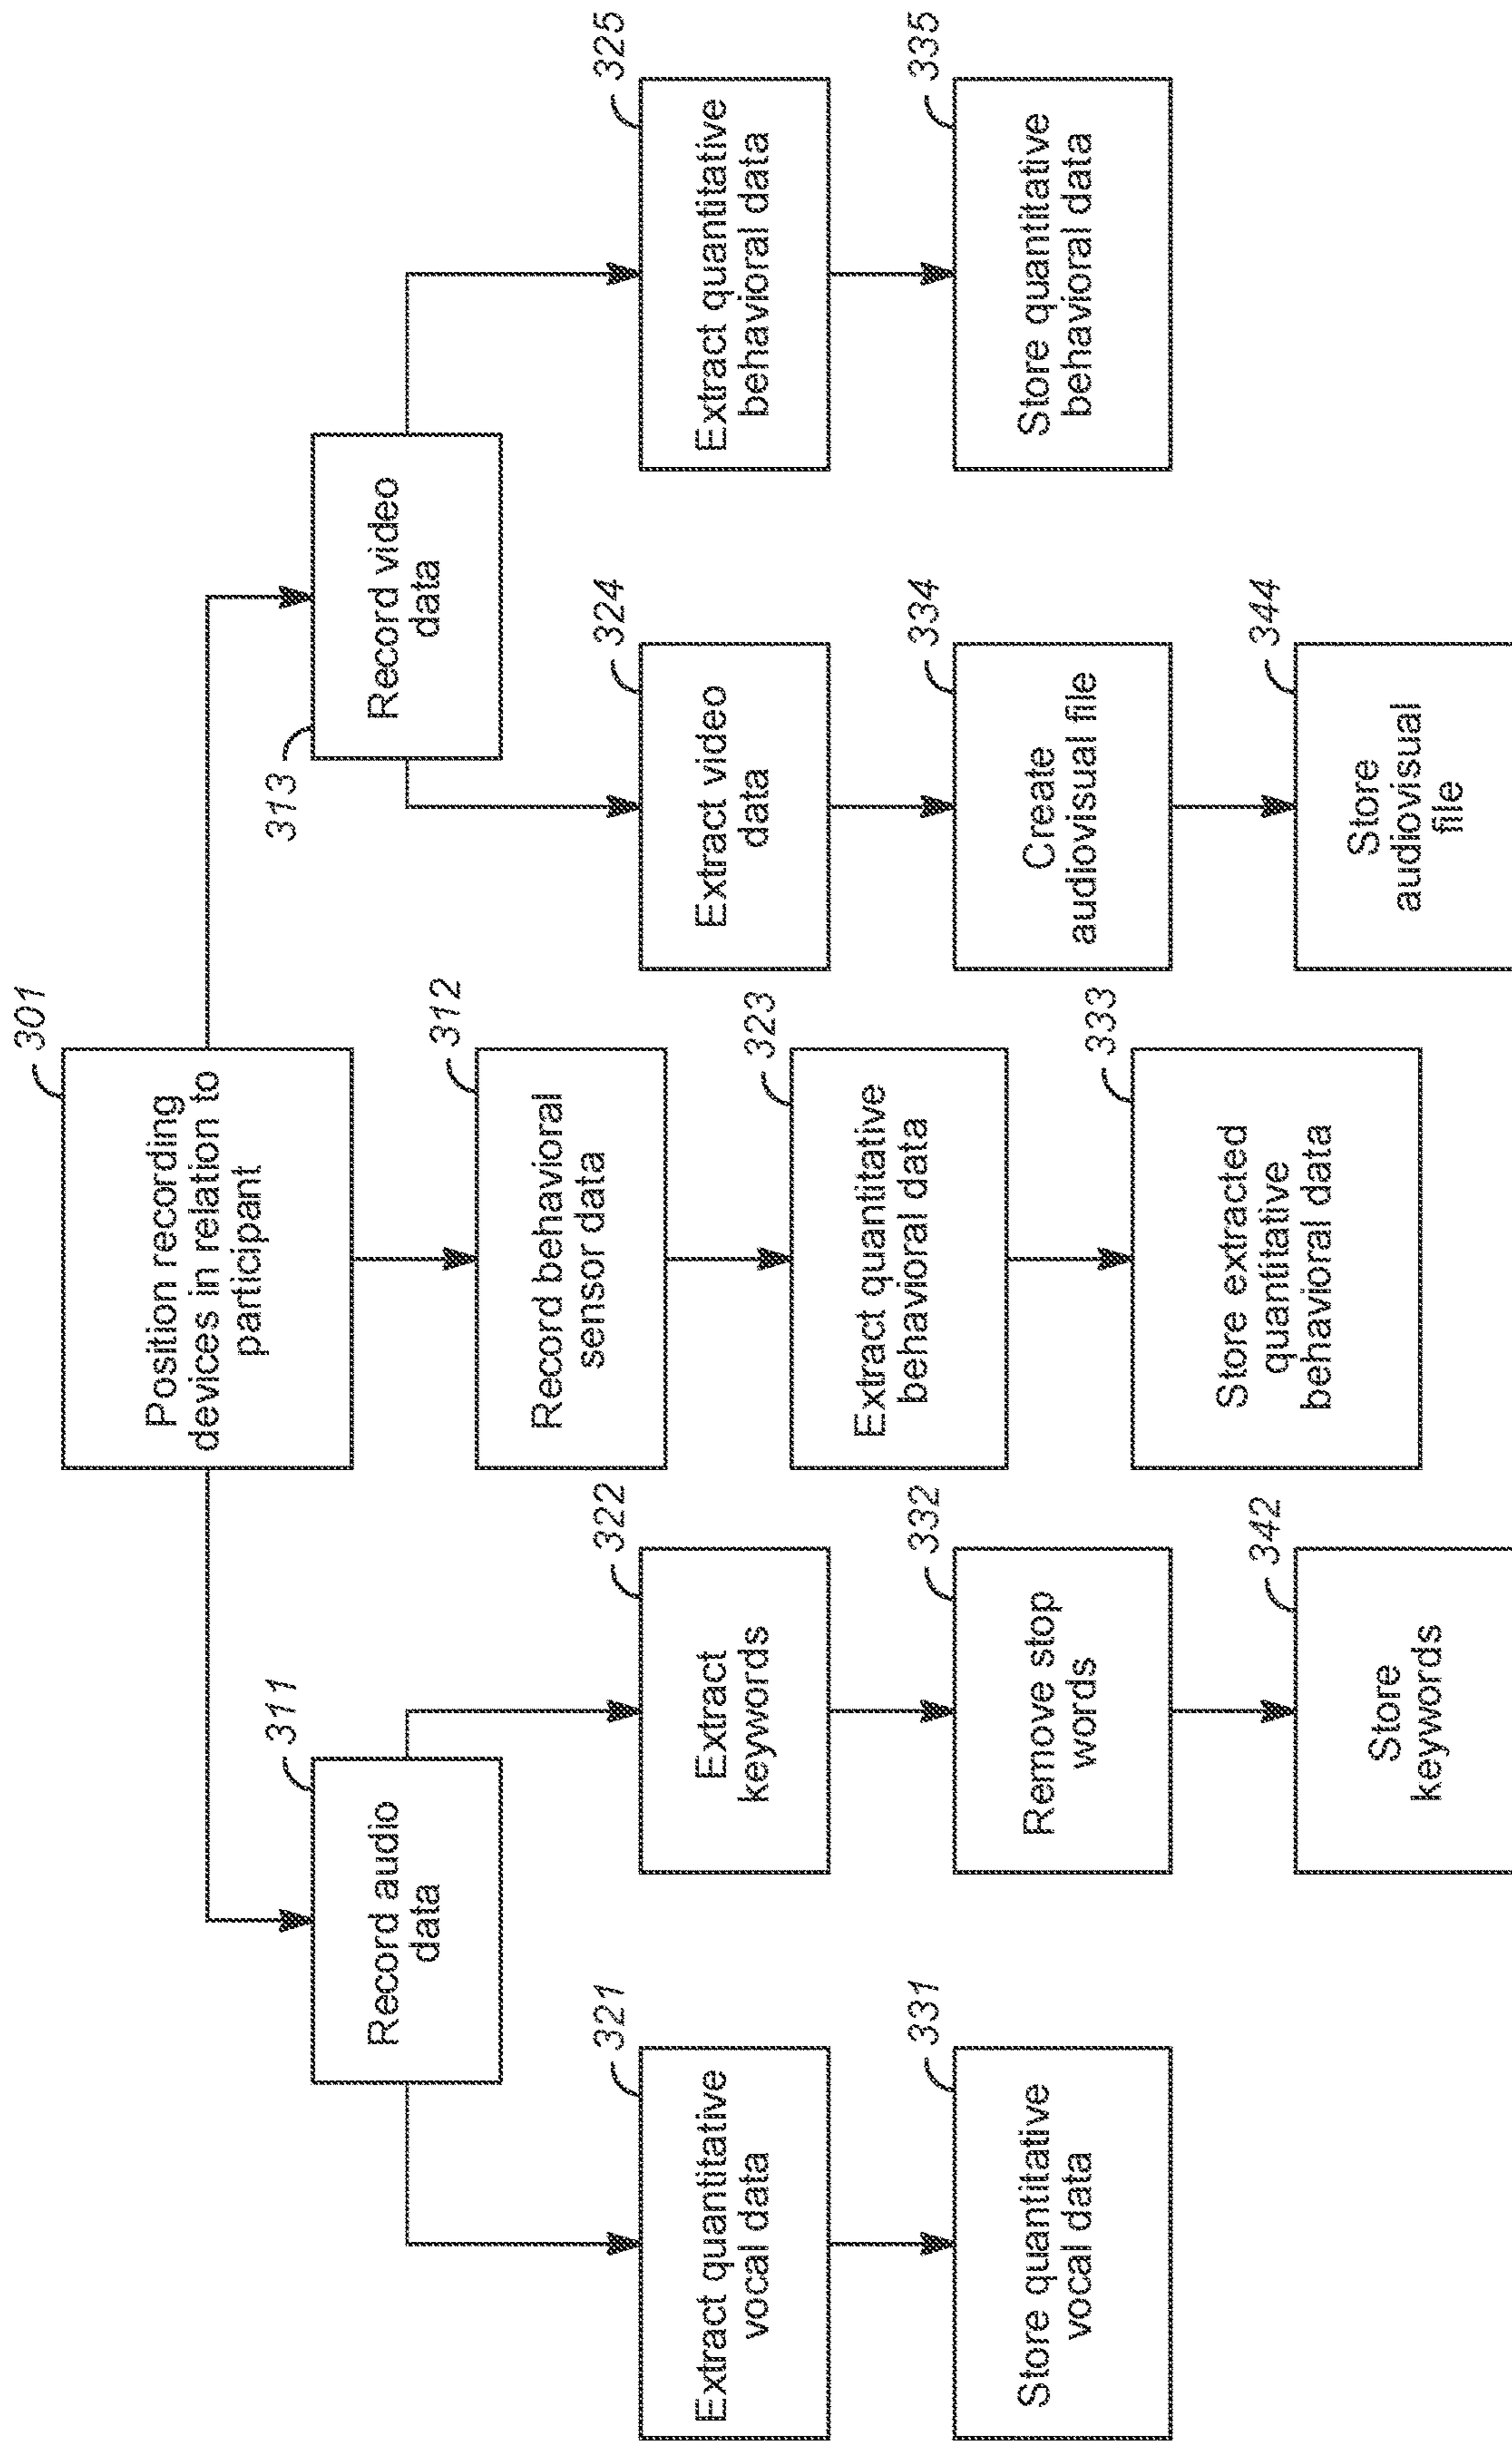 301
Position recording
devices in relation to
participant
311
Record audio
data
312
Record behavioral
sensor data
313
Record video
data
321
Extract quantitative
vocal data
322
Extract
keywords
323
Extract quantitative
behavioral data
324
Extract video
data
325
Extract quantitative
behavioral data
331
Store quantitative
vocal data
332
Remove stop
words
333
Store extracted
quantitative
behavioral data
334
Create
audiovisual file
335
Store quantitative
behavioral data
342
Store
keywords
344
Store
audiovisual
file